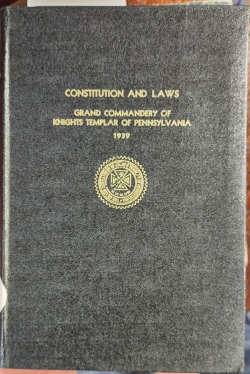 CONSTITUTION AND LAWS
GRAND COMMANDERY OF
KNIGHTS TEMPLAR OF PENNSYLVANIA
1939